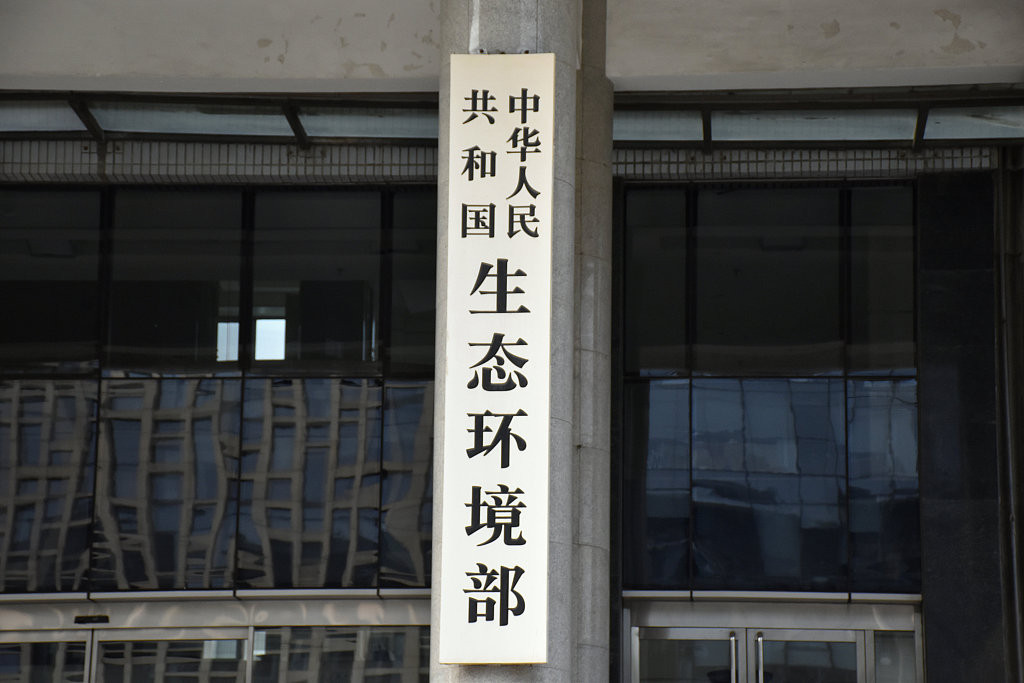 中华人民
共和国
生态环境部